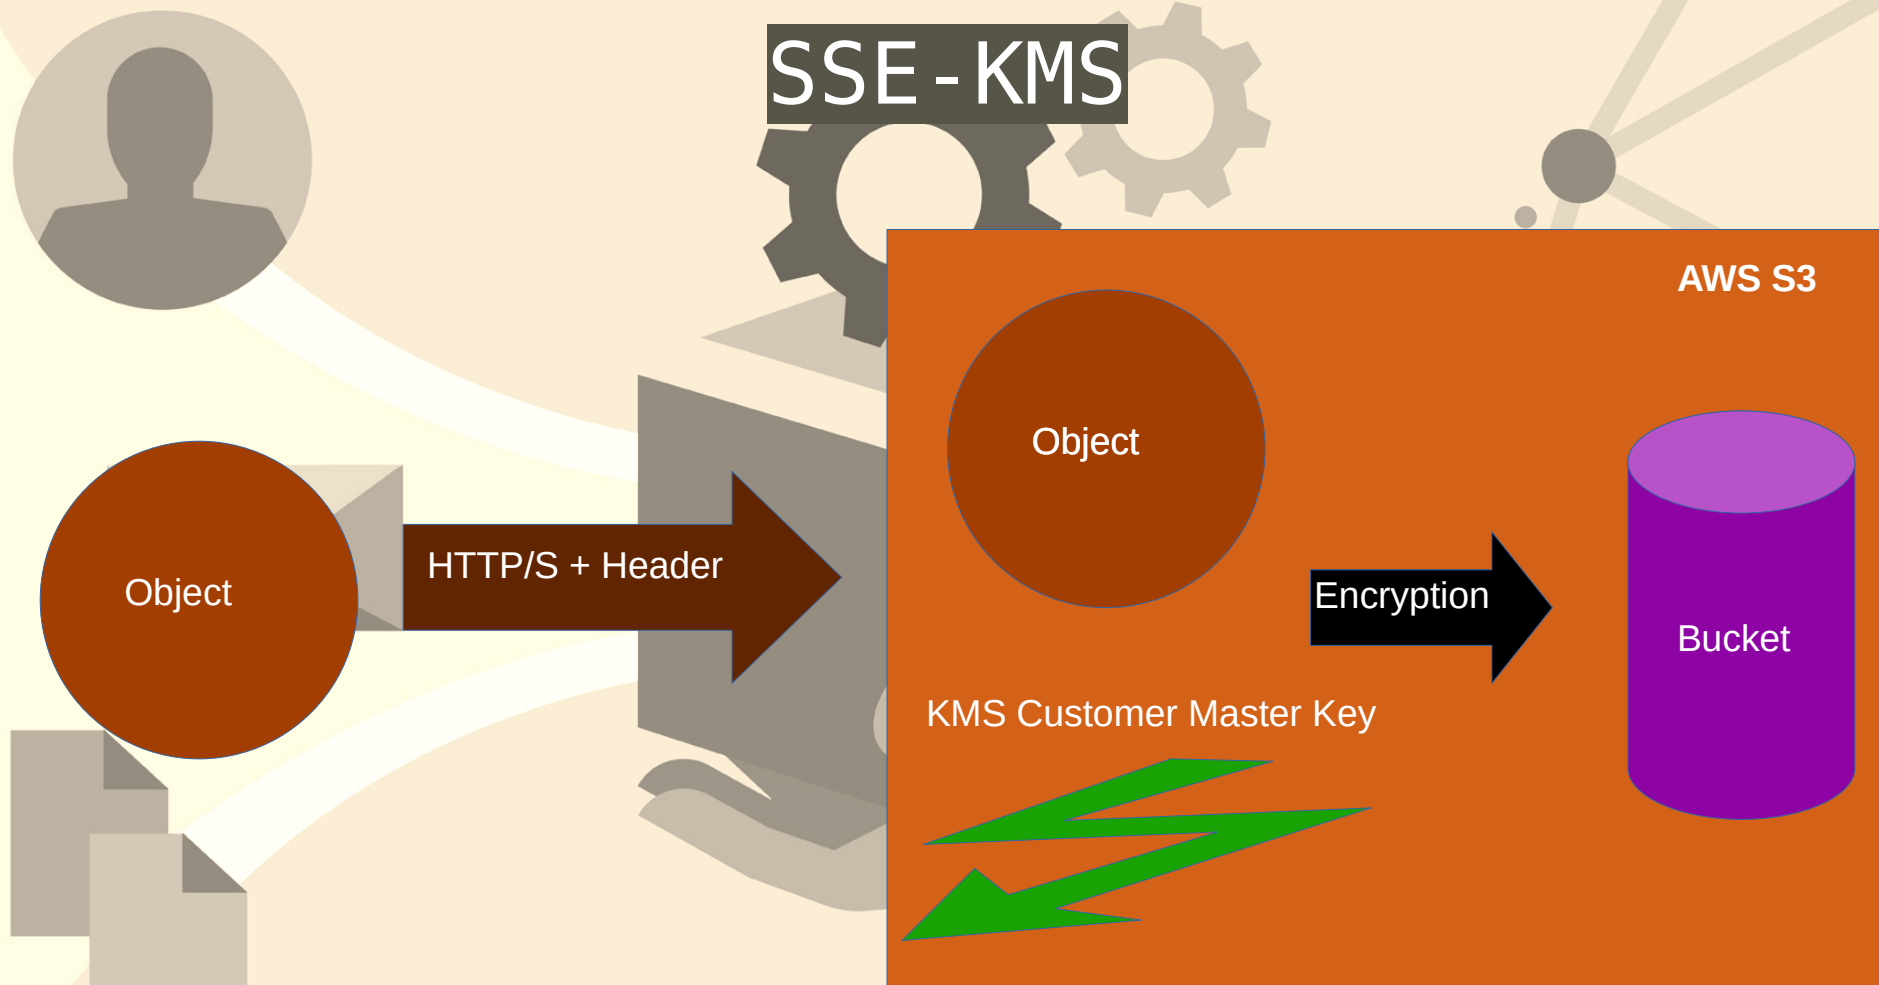 SSE-KMS
AWS S3
Object
Object
HTTP/S + Header
Encryption
Bucket
KMS Customer Master Key